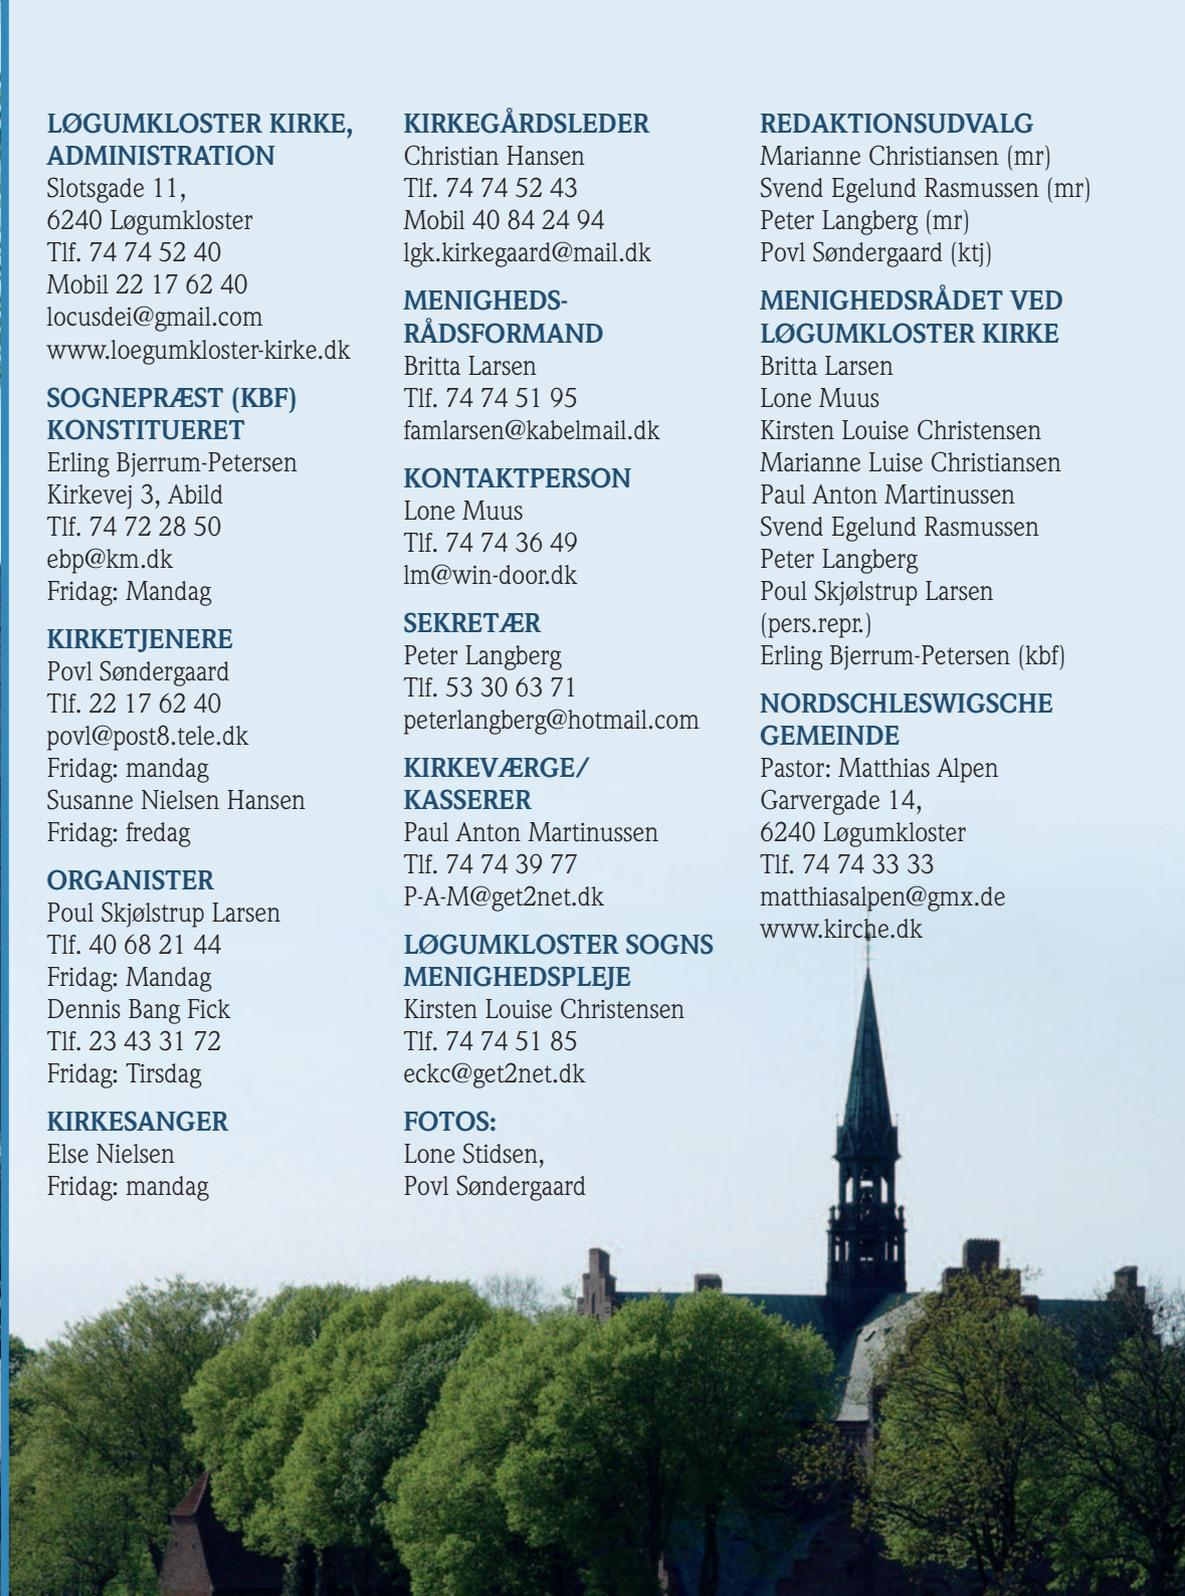 LØGUMKLOSTER KIRKE,
ADMINISTRATION
Slotsgade 11,
6240 Løgumkloster
Tlf. 74 74 52 40
Mobil 22 17 62 40
locusdei@gmail.com
www.loegumkloster-kirke.dk
SOGNEPRÆST (KBF)
KONSTITUERET
Erling Bjerrum-Petersen
Kirkevej 3, Abild
Tlf. 74 72 28 50
ebp@km.dk
Fridag: Mandag
KIRKETJENERE
Povl Søndergaard
Tlf. 22 17 62 40
povl@post8.tele.dk
Fridag: mandag
Susanne Nielsen Hansen
Fridag: fredag
ORGANISTER
Poul Skjølstrup Larsen
Tlf. 40 68 21 44
Fridag: Mandag
Dennis Bang Fick
Tlf. 23 43 31 72
Fridag: Tirsdag
KIRKESANGER
Else Nielsen
Fridag: mandag
KIRKEGÅRDSLEDER
Christian Hansen
Tlf. 74 74 52 43
Mobil 40 84 24 94
lgk.kirkegaard@mail.dk
MENIGHEDS-
RÅDSFORMAND
Britta Larsen
Tlf. 74 74 51 95
famlarsen@kabelmail.dk
KONTAKTPERSON
Lone Muus
Tlf. 74 74 36 49
lm@win-door.dk
SEKRETÆR
Peter Langberg
Tlf. 53 30 63 71
peterlangberg@hotmail.com
KIRKEVÆRGE/
KASSERER
Paul Anton Martinussen
Tlf. 74 74 39 77
P-A-M@get2net.dk
LØGUMKLOSTER SOGNS
MENIGHEDSPLEJE
Kirsten Louise Christensen
Tlf. 74 74 51 85
eckc@get2net.dk
FOTOS:
Lone Stidsen,
Povl Søndergaard
REDAKTIONSUDVALG
Marianne Christiansen (mr)
Svend Egelund Rasmussen (mr)
Peter Langberg (mr)
Povl Søndergaard (ktj)
MENIGHEDSRÅDET VED
LØGUMKLOSTER KIRKE
Britta Larsen
Lone Muus
Kirsten Louise Christensen
Marianne Luise Christiansen
Paul Anton Martinussen
Svend Egelund Rasmussen
Peter Langberg
Poul Skjølstrup Larsen
(pers.repr.)
Erling Bjerrum-Petersen (kbf)
NORDSCHLESWIGSCHE
GEMEINDE
Pastor: Matthias Alpen
Garvergade 14,
6240 Løgumkloster
Tlf. 74 74 33 33
matthiasalpen@gmx.de
www.kirche.dk